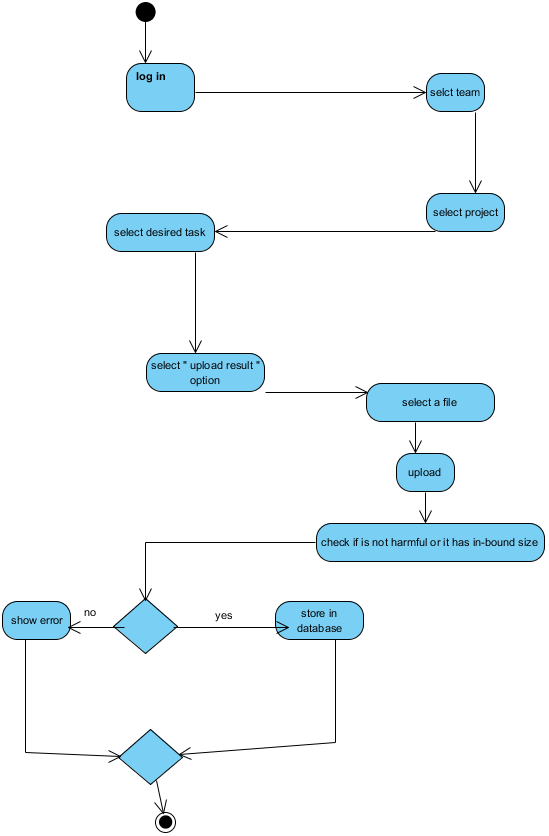 log in
selct team
select project
select desired task
select " upload result "
option
select a file
upload
check if is not harmful or it has in-bound size
no
yes
show error
store in
database